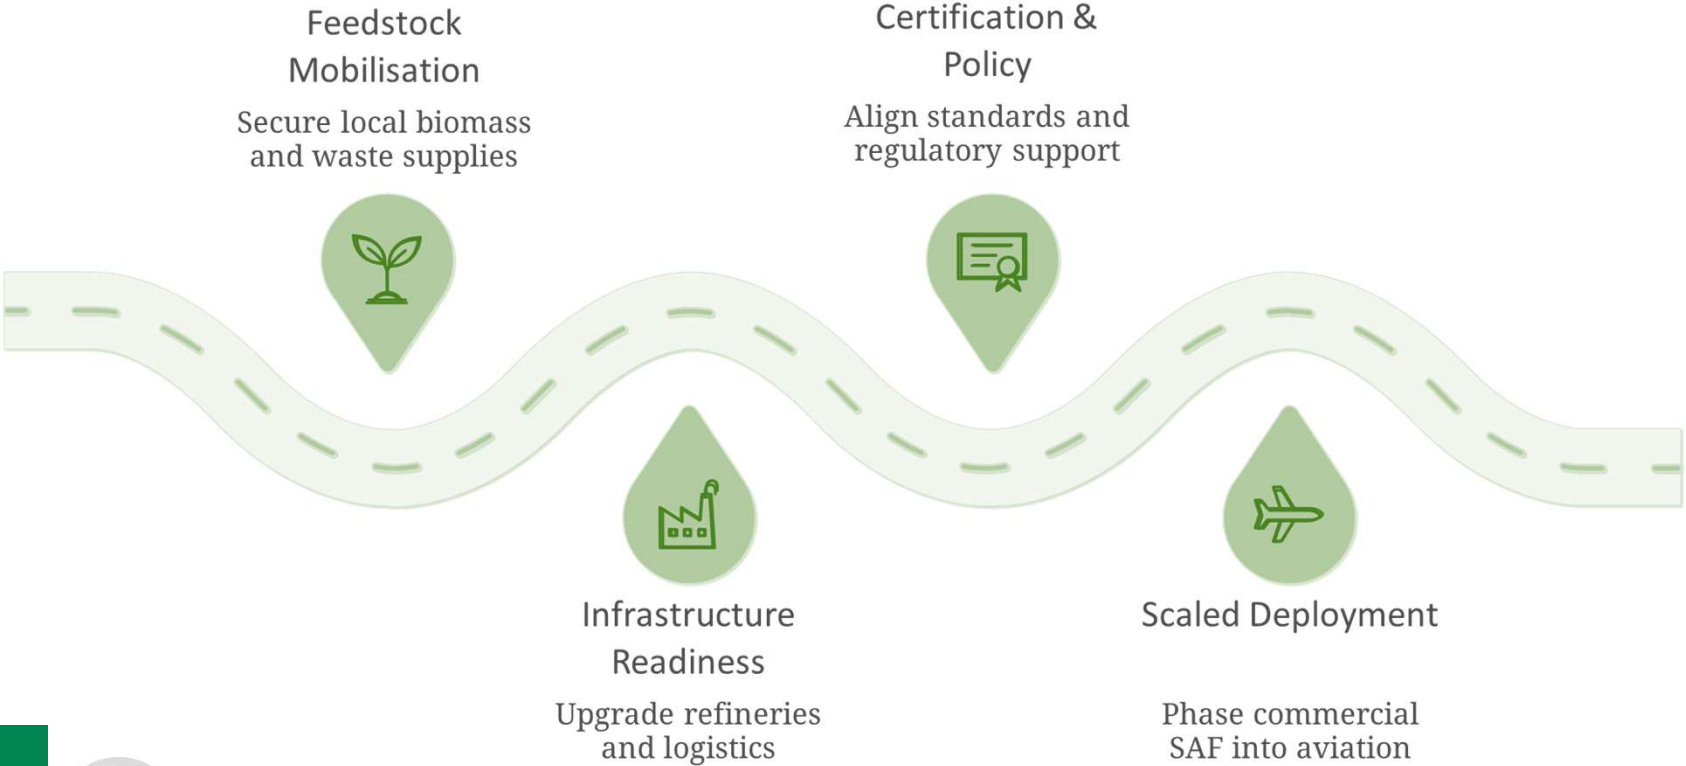 Feedstock
Mobilisation
Secure local biomass
and waste supplies
Infrastructure
Readiness
Upgrade refineries
and logistics
Certification &
Policy
Align standards and
regulatory support
Scaled Deployment
Phase commercial
SAF into aviation